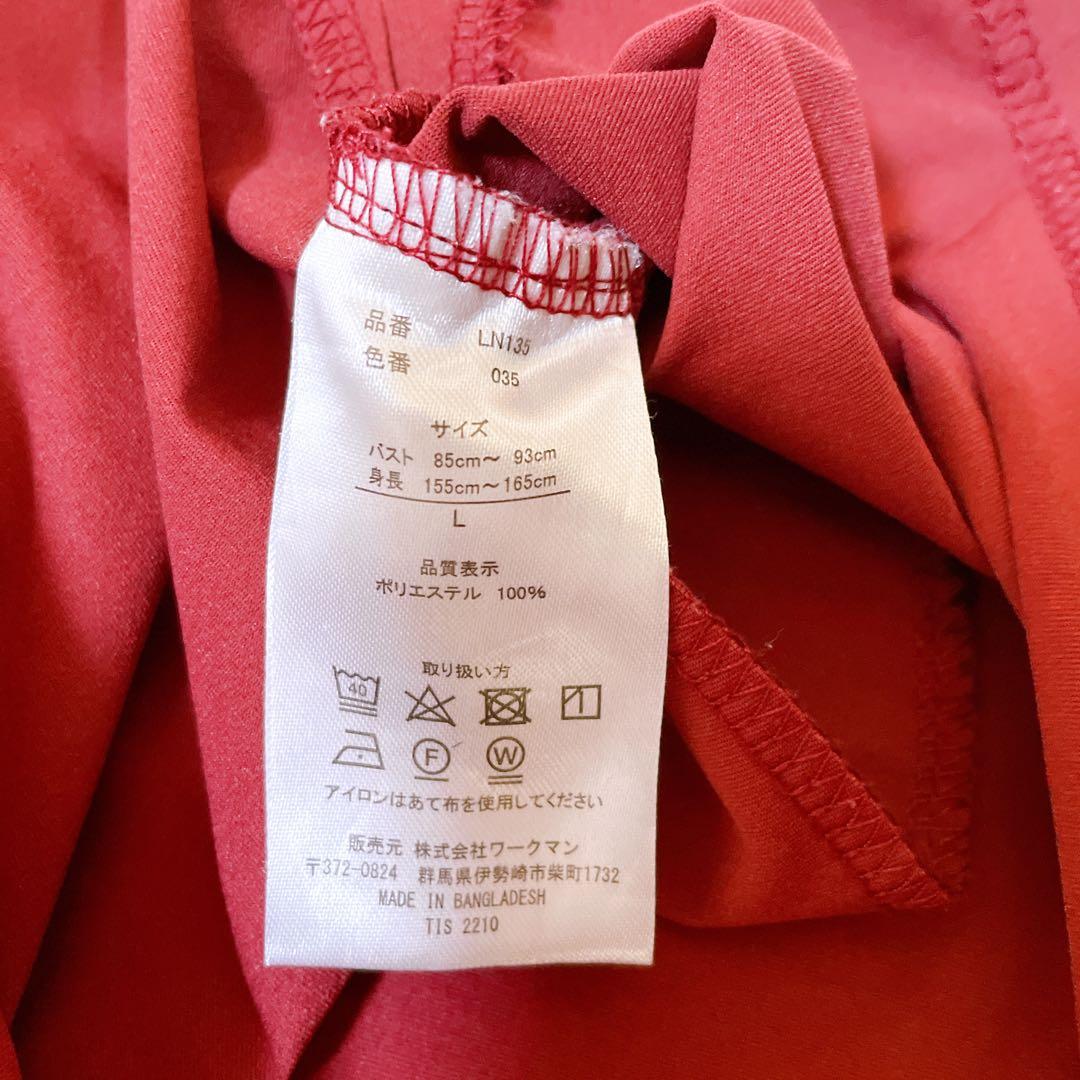 品番 LN135
色番 035
サイズ
バスト 85cm～ 93cm
身長 155cm～165cm
L
品質表示
ポリエステル 100%
取り扱い方
40
F W
アイロンはあて布を使用してください
販売元 株式会社ワークマン
〒372-0824 群馬県伊勢崎市柴町1732
MADE IN BANGLADESH
TIS 2210